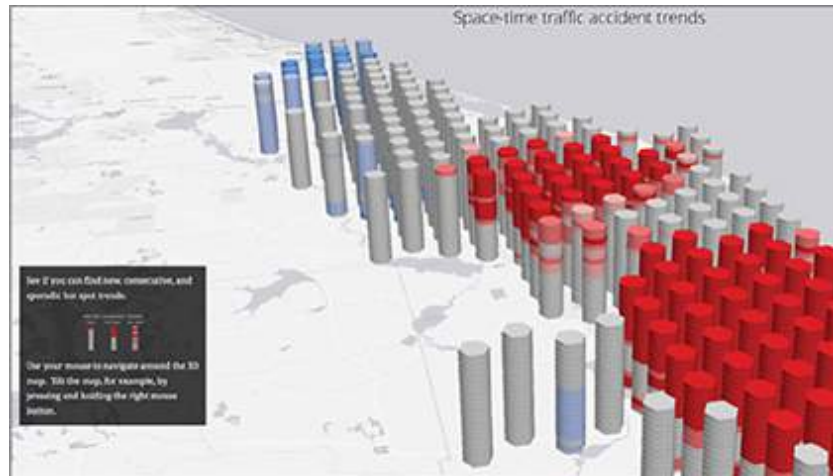 Space-time traffic accident trends
See if you can find new, consecutive, and
sporadic hot spot trends.
Use your mouse to navigate around the 3D
map. Tilt the map, for example, by
pressing and holding the right mouse
button.